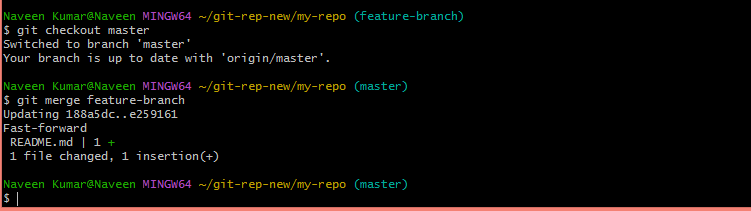 Naveen Kumar@Naveen MINGW64 ~/git-rep-new/my-repo (feature-branch)
$ git checkout master
Switched to branch 'master'
Your branch is up to date with 'origin/master'.
Naveen Kumar@Naveen MINGW64 ~/git-rep-new/my-repo (master)
$ git merge feature-branch
Updating 188a5dc..e259161
Fast-forward
README.md | 1 +
1 file changed, 1 insertion(+)
Naveen Kumar@Naveen MINGW64 ~/git-rep-new/my-repo (master)
$